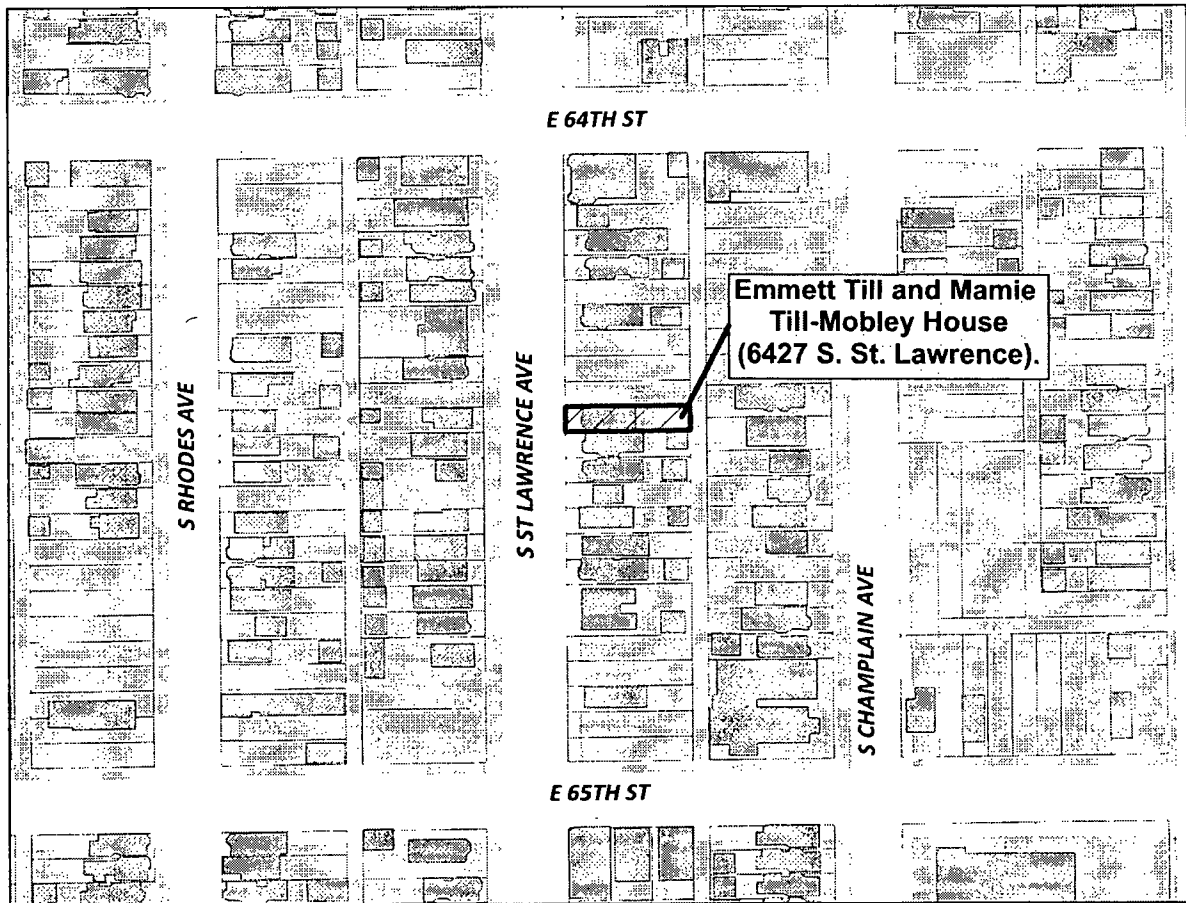 E 64TH ST
Emmett Till and Mamie
Till-Mobley House
(6427 S. St. Lawrence).
S RHODES AVE
S ST LAWRENCE AVE
S CHAMPLAIN AVE
E 65TH ST